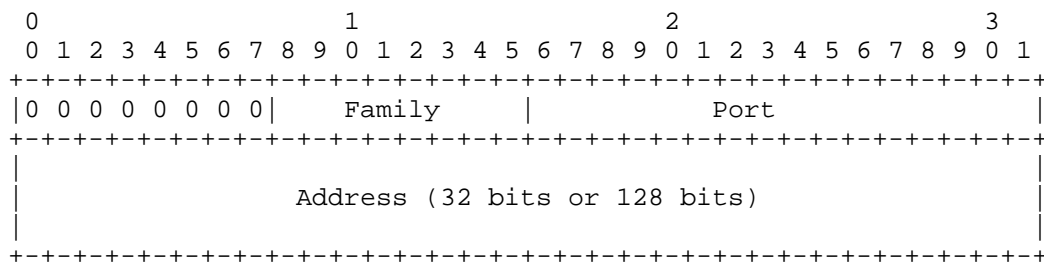 0                   1                   2                   3
 0 1 2 3 4 5 6 7 8 9 0 1 2 3 4 5 6 7 8 9 0 1 2 3 4 5 6 7 8 9 0 1
+-+-+-+-+-+-+-+-+-+-+-+-+-+-+-+-+-+-+-+-+-+-+-+-+-+-+-+-+-+-+-+-+
|0 0 0 0 0 0 0 0|    Family     |           Port                |
+-+-+-+-+-+-+-+-+-+-+-+-+-+-+-+-+-+-+-+-+-+-+-+-+-+-+-+-+-+-+-+-+
|                                                               |
|                 Address (32 bits or 128 bits)                 |
|                                                               |
+-+-+-+-+-+-+-+-+-+-+-+-+-+-+-+-+-+-+-+-+-+-+-+-+-+-+-+-+-+-+-+-+